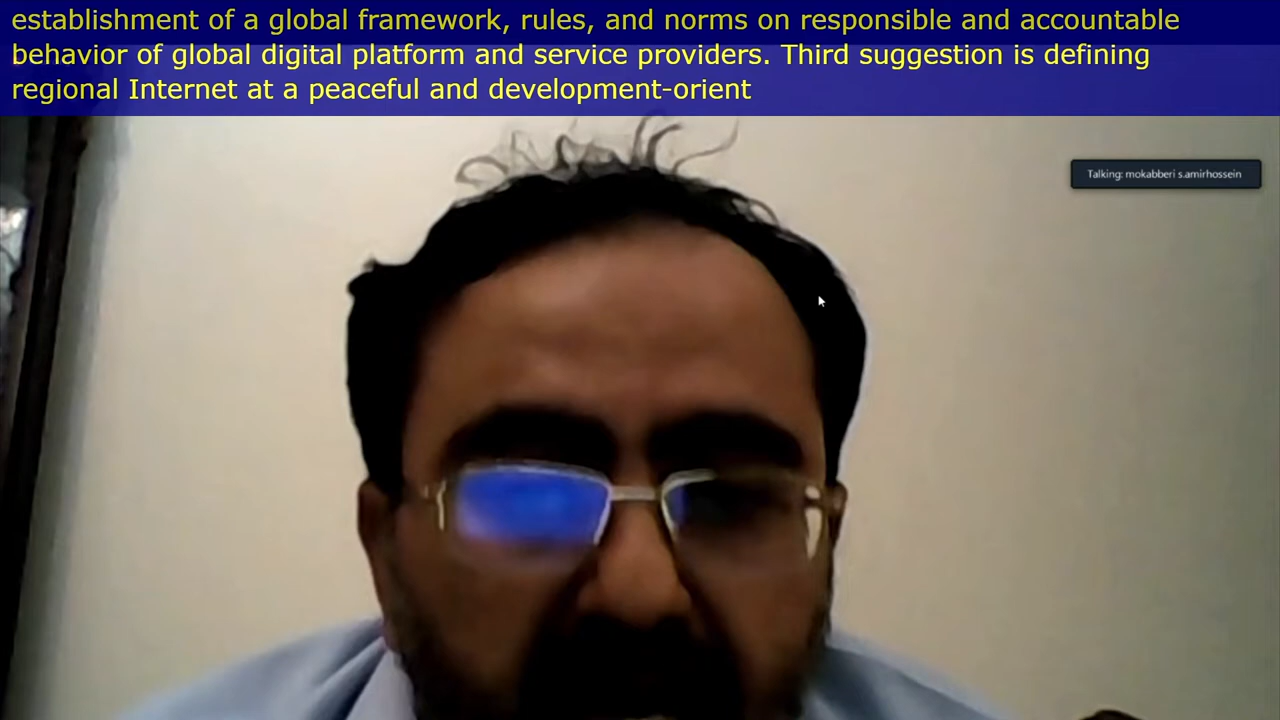 establishment of a global framework, rules, and norms on responsible and accountable
behavior of global digital platform and service providers. Third suggestion is defining
regional Internet at a peaceful and development-orient
Talking: mokabberi s.amirhossein